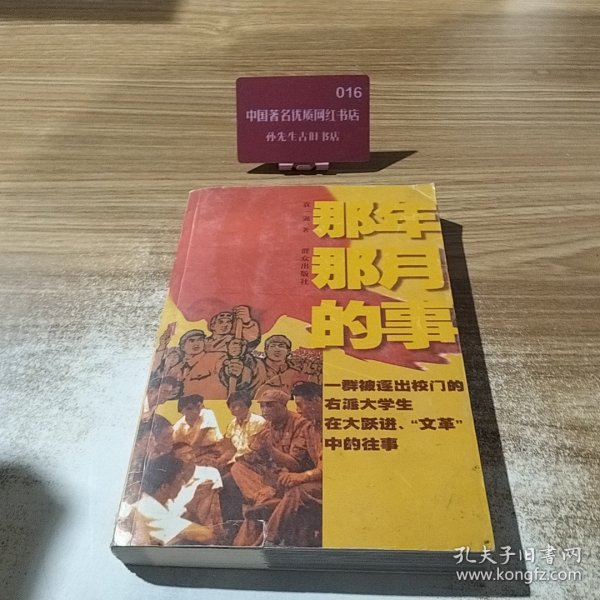 016
中国著名优质网红书店
孙先生古旧书店
那年
那月
的事
群众出版社
一群被逐出校门的
右派大学生
在大跃进、“文革”
中的往事
孔夫子旧书网
www.kongfz.com